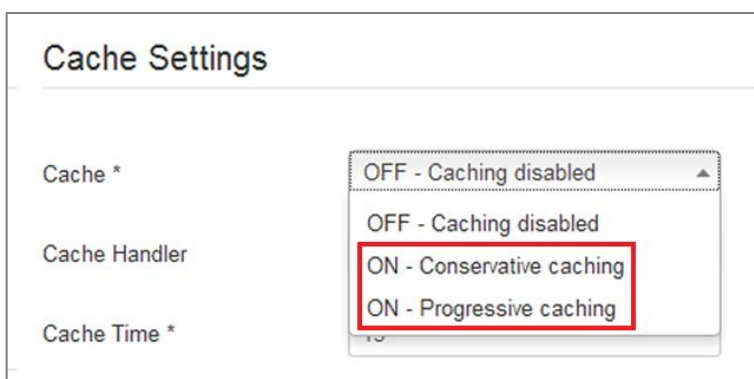 Cache Settings
Cache *
OFF - Caching disabled
OFF - Caching disabled
Cache Handler
ON - Conservative caching
ON - Progressive caching
Cache Time *